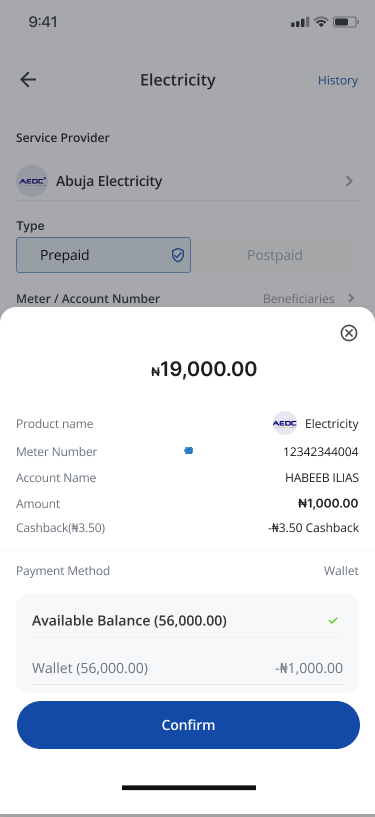 9:41
Electricity
History
Service Provider
AEDC
Abuja Electricity
Type
Prepaid
Postpaid
Meter / Account Number
Beneficiaries
₦19,000.00
Product name
AEDC
Electricity
Meter Number
12342344004
Account Name
HABEEB ILIAS
Amount
₦1,000.00
Cashback(₦3.50)
-₦3.50 Cashback
Payment Method
Wallet
Available Balance (56,000.00)
Wallet (56,000.00)
-₦1,000.00
Confirm